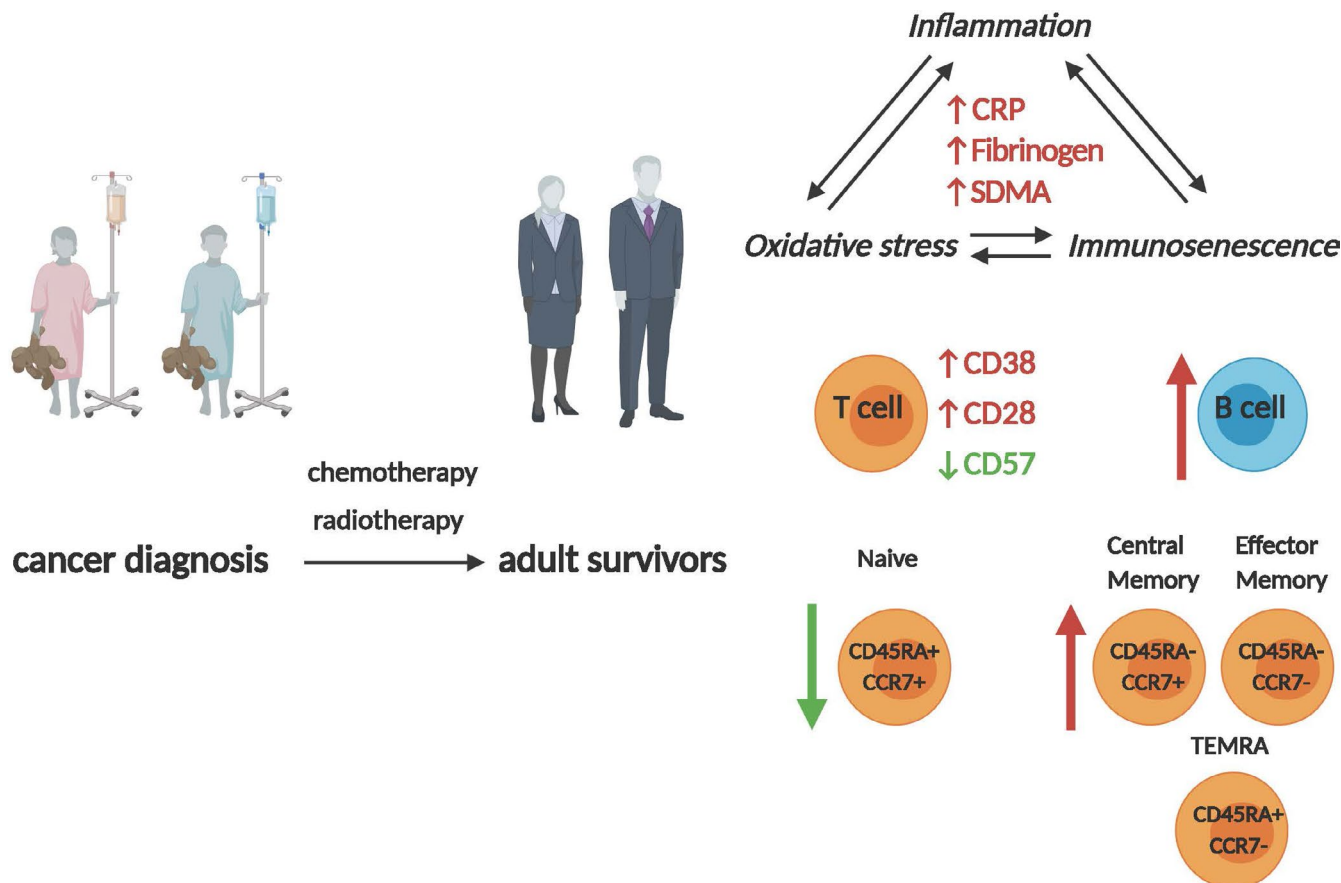 Inflammation
↑CRP
↑Fibrinogen
↑SDMA
Oxidative stress
Immunosenescence
T cell
↑CD38
↑CD28
↓CD57
B cell
chemotherapy
radiotherapy
cancer diagnosis
adult survivors
Naive
CD45RA+
CCR7+
Central
Memory
CD45RA-
CCR7+
Effector
Memory
CD45RA-
CCR7-
TEMRA
CD45RA+
CCR7-